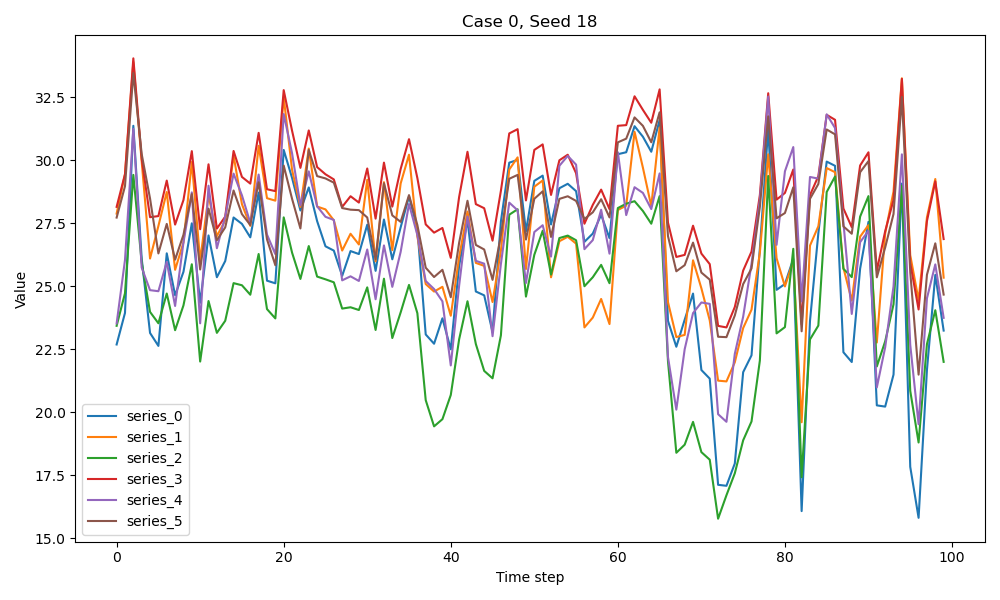 Case 0, Seed 18
Value
32.5
30.0
27.5
25.0
22.5
20.0
17.5
15.0
series_0
series_1
series_2
series_3
series_4
series_5
0 20 40 60 80 100
Time step